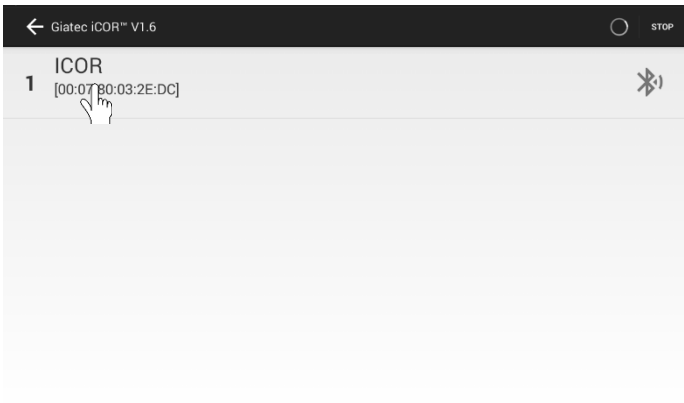 Giatec iCOR™ V1.6
STOP
1
ICOR
[00:07:80:03:2E:DC]